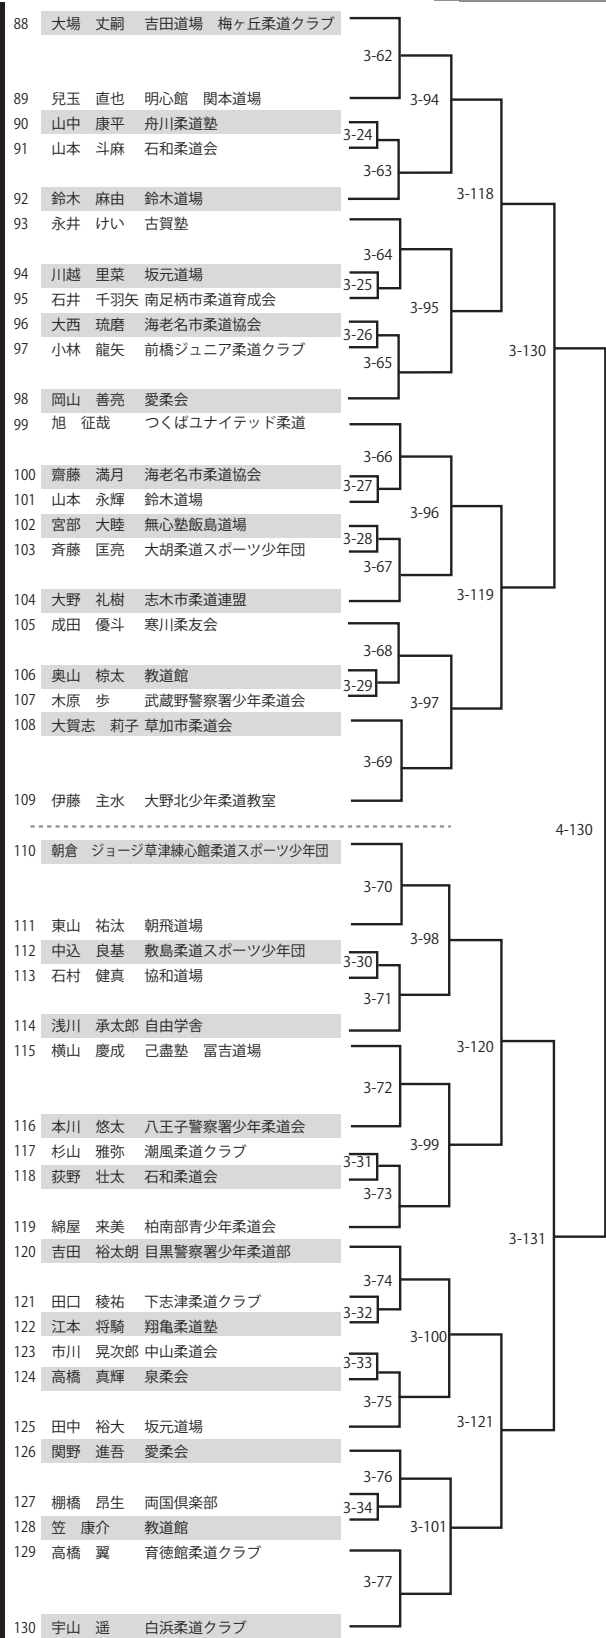 88 大場 丈嗣 吉田道場 梅ヶ丘柔道クラブ
3-62
89 兒玉 直也 明心館 関本道場
3-94
90 山中 康平 舟川柔道塾
3-24
91 山本 斗麻 石和柔道会
3-63
92 鈴木 麻由 鈴木道場
3-118
93 永井 けい 古賀塾
3-64
94 川越 里菜 坂元道場
3-25
95 石井 千羽矢 南足柄市柔道育成会
3-95
96 大西 琉磨 海老名市柔道協会
3-26
97 小林 龍矢 前橋ジュニア柔道クラブ
3-130
3-65
98 岡山 善亮 愛柔会
99 旭 征哉 つくばユナイテッド柔道
3-66
100 齋藤 満月 海老名市柔道協会
3-27
101 山本 永輝 鈴木道場
3-96
102 宮部 大睦 無心塾飯島道場
3-28
103 斉藤 匡亮 大胡柔道スポーツ少年団
3-67
104 大野 礼樹 志木市柔道連盟
3-119
105 成田 優斗 寒川柔友会
3-68
106 奥山 椋太 教道館
3-29
107 木原 歩 武蔵野警察署少年柔道会
3-97
108 大賀志 莉子 草加市柔道会
3-69
109 伊藤 主水 大野北少年柔道教室
4-130
110 朝倉 ジョージ 草津練心館柔道スポーツ少年団
3-70
111 東山 祐汰 朝飛道場
3-98
112 中込 良基 敷島柔道スポーツ少年団
3-30
113 石村 健真 協和道場
3-71
114 浅川 承太郎 自由学舎
3-120
115 横山 慶成 己盡塾 冨吉道場
3-72
116 本川 悠太 八王子警察署少年柔道会
3-99
117 杉山 雅弥 潮風柔道クラブ
3-31
118 荻野 壮太 石和柔道会
3-73
119 綿屋 来美 柏南部青少年柔道会
3-131
120 吉田 裕太朗 目黒警察署少年柔道部
3-74
121 田口 稜祐 下志津柔道クラブ
3-32
122 江本 将騎 翔亀柔道塾
3-100
123 市川 晃次郎 中山柔道会
3-33
124 高橋 真輝 泉柔会
3-75
125 田中 裕大 坂元道場
3-121
126 関野 進吾 愛柔会
3-76
127 棚橋 昂生 両国倶楽部
3-34
128 笠 康介 教道館
3-101
129 高橋 翼 育徳館柔道クラブ
3-77
130 宇山 遥 白浜柔道クラブ